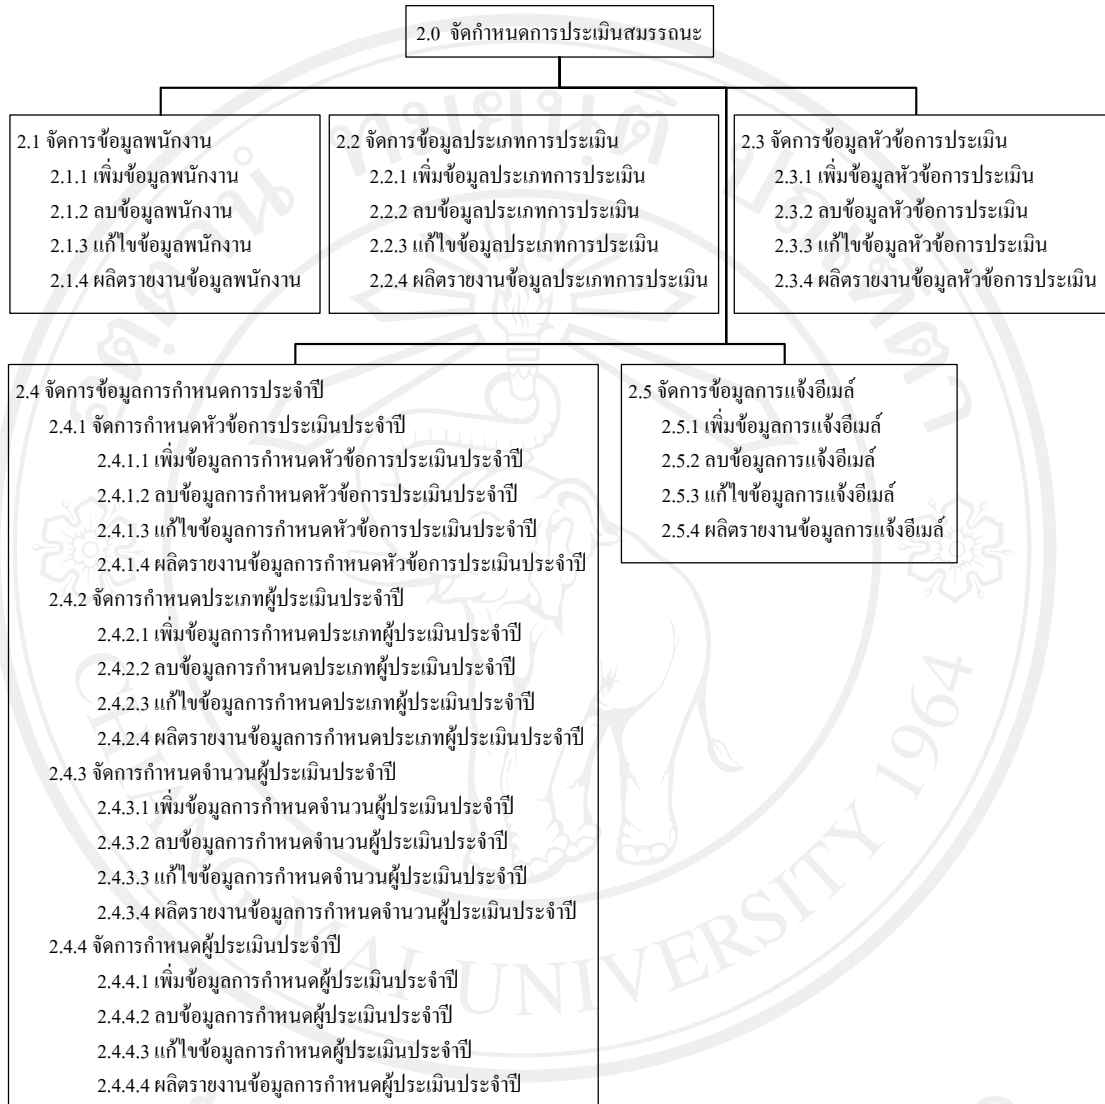 2.0 จัดกำหนดการประเมินสมรรถนะ
2.1 จัดการข้อมูลพนักงาน
2.1.1 เพิ่มข้อมูลพนักงาน
2.1.2 ลบข้อมูลพนักงาน
2.1.3 แก้ไขข้อมูลพนักงาน
2.1.4 ผลิตรายงานข้อมูลพนักงาน
2.2 จัดการข้อมูลประเภทการประเมิน
2.2.1 เพิ่มข้อมูลประเภทการประเมิน
2.2.2 ลบข้อมูลประเภทการประเมิน
2.2.3 แก้ไขข้อมูลประเภทการประเมิน
2.2.4 ผลิตรายงานข้อมูลประเภทการประเมิน
2.3 จัดการข้อมูลหัวข้อการประเมิน
2.3.1 เพิ่มข้อมูลหัวข้อการประเมิน
2.3.2 ลบข้อมูลหัวข้อการประเมิน
2.3.3 แก้ไขข้อมูลหัวข้อการประเมิน
2.3.4 ผลิตรายงานข้อมูลหัวข้อการประเมิน
2.4 จัดการข้อมูลการกำหนดการประจำปี
2.4.1 จัดการกำหนดหัวข้อการประเมินประจำปี
2.4.1.1 เพิ่มข้อมูลการกำหนดหัวข้อการประเมินประจำปี
2.4.1.2 ลบข้อมูลการกำหนดหัวข้อการประเมินประจำปี
2.4.1.3 แก้ไขข้อมูลการกำหนดหัวข้อการประเมินประจำปี
2.4.1.4 ผลิตรายงานข้อมูลการกำหนดหัวข้อการประเมินประจำปี
2.4.2 จัดการกำหนดประเภทผู้ประเมินประจำปี
2.4.2.1 เพิ่มข้อมูลการกำหนดประเภทผู้ประเมินประจำปี
2.4.2.2 ลบข้อมูลการกำหนดประเภทผู้ประเมินประจำปี
2.4.2.3 แก้ไขข้อมูลการกำหนดประเภทผู้ประเมินประจำปี
2.4.2.4 ผลิตรายงานข้อมูลการกำหนดประเภทผู้ประเมินประจำปี
2.4.3 จัดการกำหนดจำนวนผู้ประเมินประจำปี
2.4.3.1 เพิ่มข้อมูลการกำหนดจำนวนผู้ประเมินประจำปี
2.4.3.2 ลบข้อมูลการกำหนดจำนวนผู้ประเมินประจำปี
2.4.3.3 แก้ไขข้อมูลการกำหนดจำนวนผู้ประเมินประจำปี
2.4.3.4 ผลิตรายงานข้อมูลการกำหนดจำนวนผู้ประเมินประจำปี
2.4.4 จัดการกำหนดผู้ประเมินประจำปี
2.4.4.1 เพิ่มข้อมูลการกำหนดผู้ประเมินประจำปี
2.4.4.2 ลบข้อมูลการกำหนดผู้ประเมินประจำปี
2.4.4.3 แก้ไขข้อมูลการกำหนดผู้ประเมินประจำปี
2.4.4.4 ผลิตรายงานข้อมูลการกำหนดผู้ประเมินประจำปี
2.5 จัดการข้อมูลการแจ้งอีเมล์
2.5.1 เพิ่มข้อมูลการแจ้งอีเมล์
2.5.2 ลบข้อมูลการแจ้งอีเมล์
2.5.3 แก้ไขข้อมูลการแจ้งอีเมล์
2.5.4 ผลิตรายงานข้อมูลการแจ้งอีเมล์
CHIANG MAI UNIVERSITY 1964